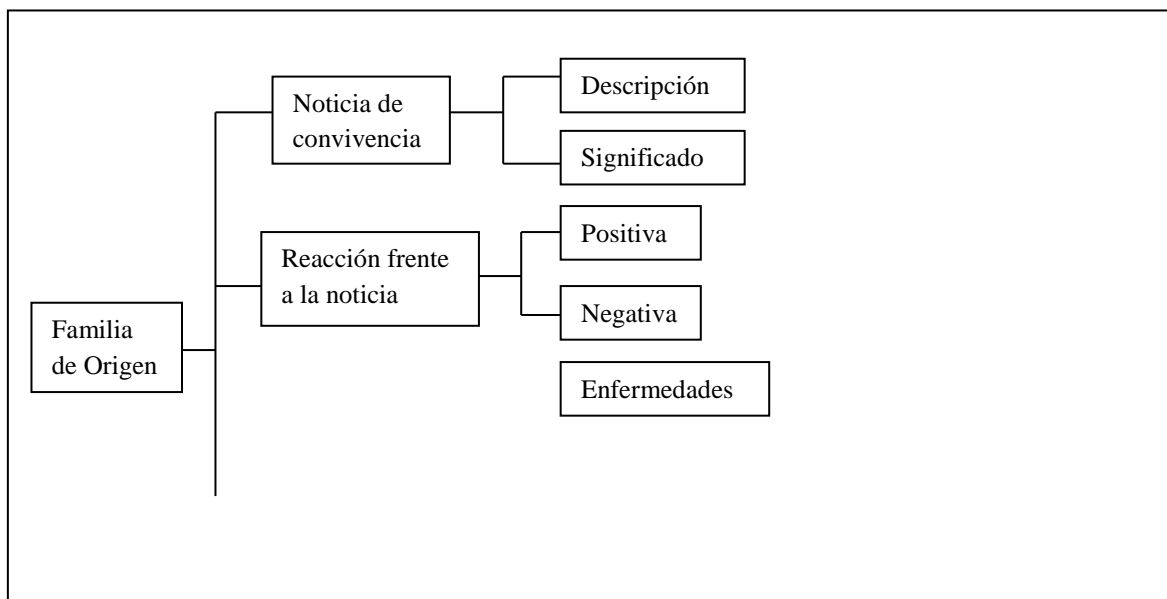 Noticia de
convivencia
Descripción
Significado
Reacción frente
a la noticia
Positiva
Negativa
Familia
de Origen
Enfermedades